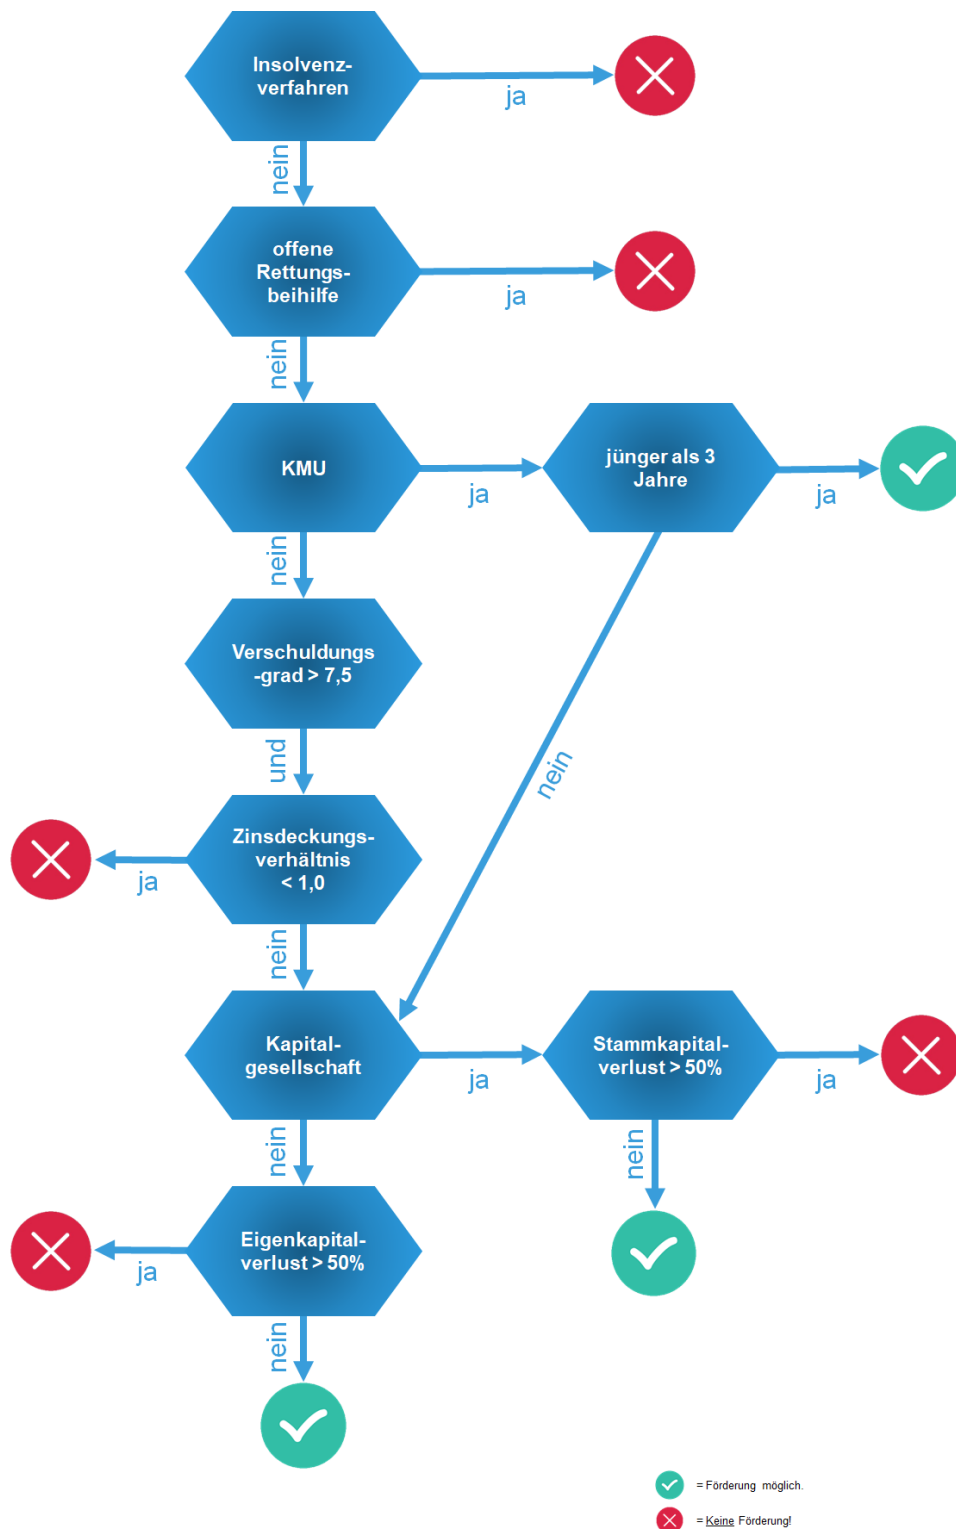 Insolvenz-
verfahren
ja
nein
offene
Rettungs-
beihilfe
ja
nein
KMU
ja
jünger als 3
Jahre
ja
nein
nein
Verschuldungs
-grad > 7,5
und
Zinsdeckungs-
verhältnis
< 1,0
ja
nein
Kapital-
gesellschaft
ja
Stammkapital-
verlust > 50%
ja
nein
nein
Eigenkapital-
verlust > 50%
ja
nein
= Förderung möglich.
= Keine Förderung!